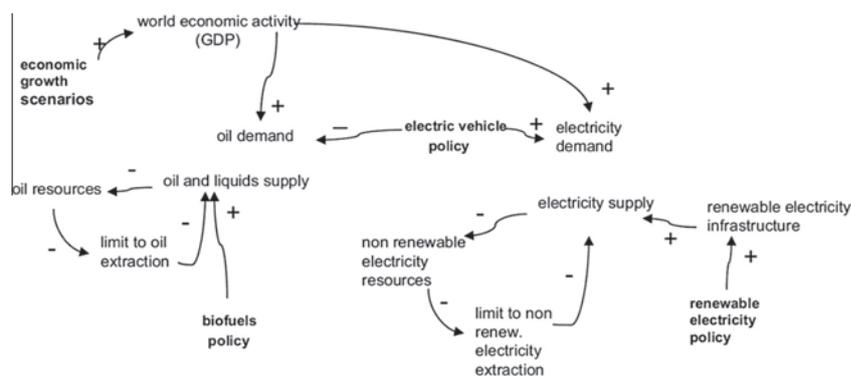 world economic activity
(GDP)
+
economic
growth
scenarios
+
+
oil demand
–
electric vehicle
policy
+
electricity
demand
oil resources
-
oil and liquids supply
-
limit to oil
extraction
-
+
biofuels
policy
electricity supply
-
non renewable
electricity
resources
-
limit to non
renew.
electricity
extraction
-
+
renewable electricity
infrastructure
+
renewable
electricity
policy